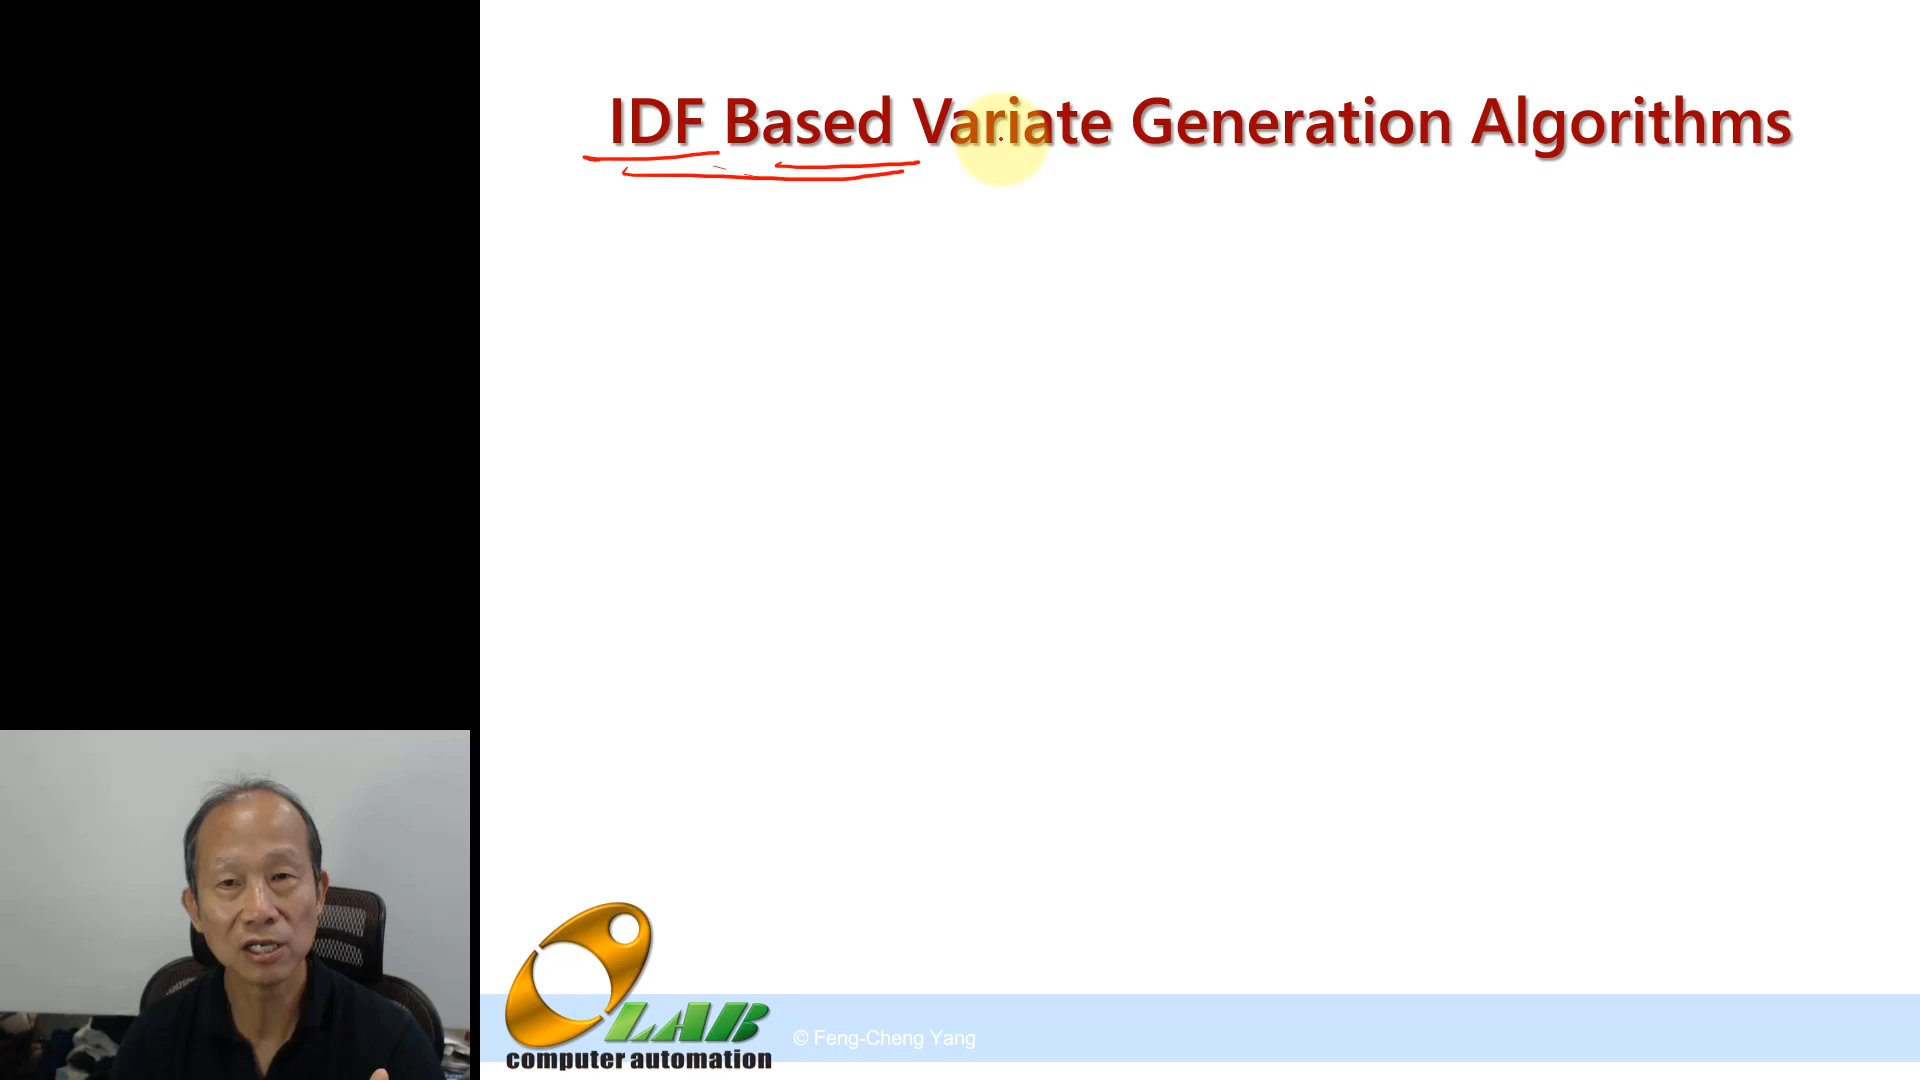 IDF Based Variate Generation Algorithms
LAB
computer automation
© Feng-Cheng Yang